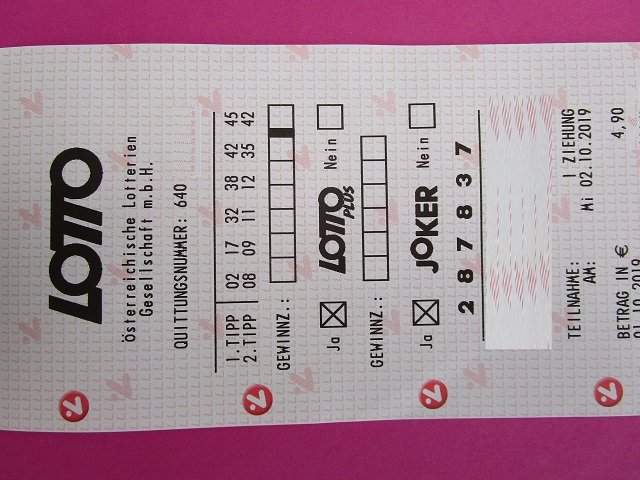 LOTTO
Österreichische Lotterien
Gesellschaft m.b.H.
QUITTUNGSNUMMER: 640
1.TIPP 02 17 32 38 42 45
2.TIPP 08 09 11 12 35 42
GEWINNZ.:
Ja LOTTO PLUS Nein
GEWINNZ.:
Ja JOKER Nein
2 8 7 8 3 7
TEILNAHME: 1 ZIEHUNG
AM: Mi 02.10.2019
BETRAG IN € 4,90